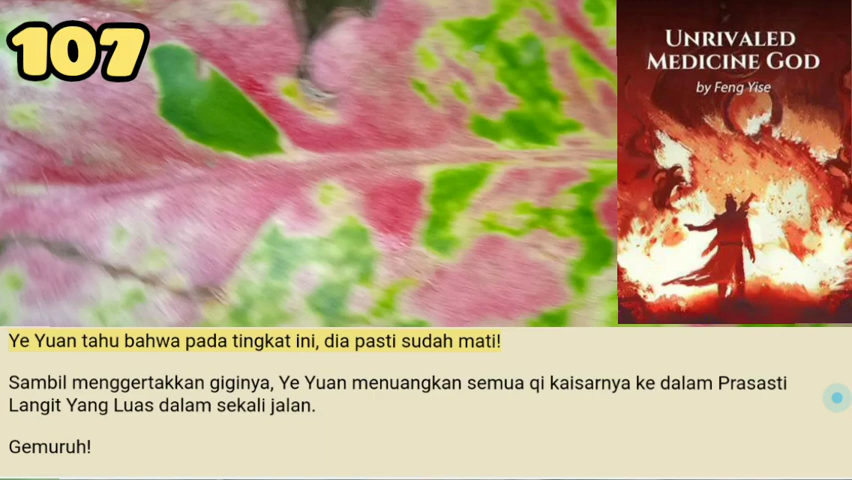 107
UNRIVALED
MEDICINE GOD
by Feng Yise
Ye Yuan tahu bahwa pada tingkat ini, dia pasti sudah mati!
Sambil menggertakkan giginya, Ye Yuan menuangkan semua qi kaisarnya ke dalam Prasasti
Langit Yang Luas dalam sekali jalan.
Gemuruh!